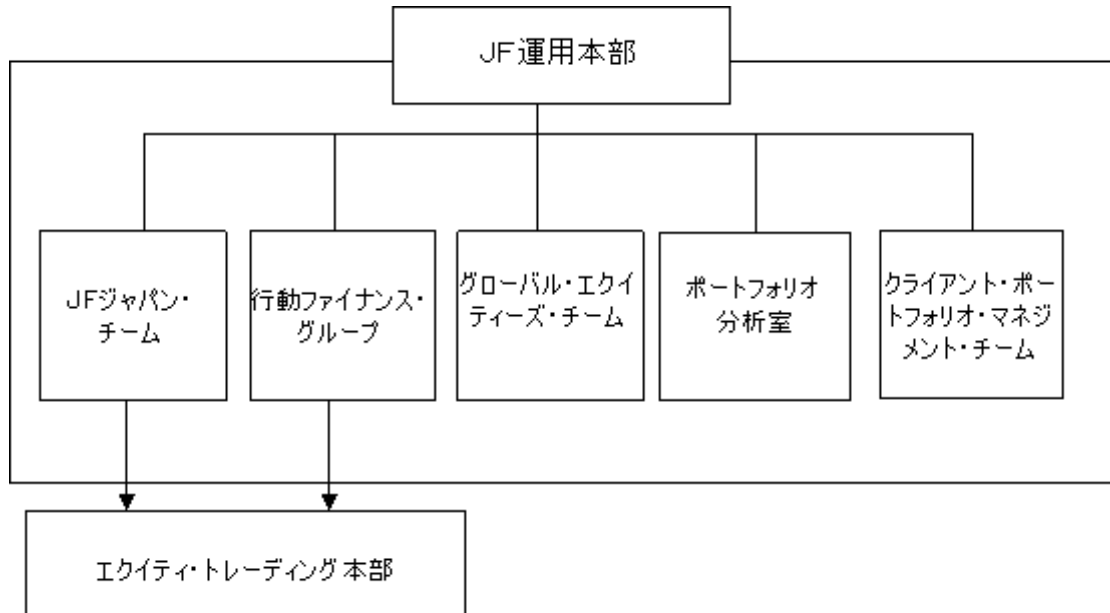 JF運用本部
JFジャパン・
チーム
行動ファイナンス・
グループ
グローバル・エクイ
ティーズ・チーム
ポートフォリオ
分析室
クライアント・ポー
トフォリオ・マネジ
メント・チーム
エクイティ・トレーディング本部